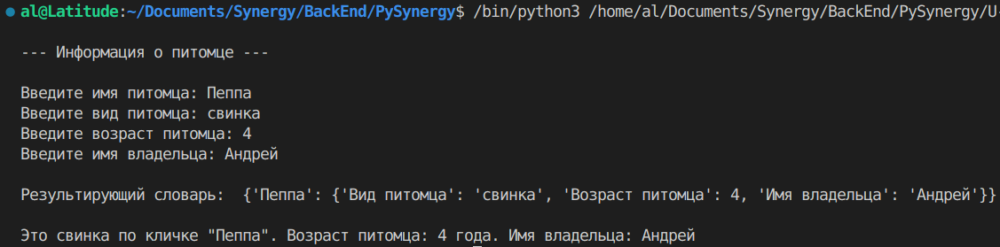 al@Latitude:~/Documents/Synergy/BackEnd/PySynergy$ /bin/python3 /home/al/Documents/Synergy/BackEnd/PySynergy/U-
--- Информация о питомце ---
Введите имя питомца: Пеппа
Введите вид питомца: свинка
Введите возраст питомца: 4
Введите имя владельца: Андрей
Результирующий словарь:  {'Пеппа': {'Вид питомца': 'свинка', 'Возраст питомца': 4, 'Имя владельца': 'Андрей'}}
Это свинка по кличке "Пеппа". Возраст питомца: 4 года. Имя владельца: Андрей